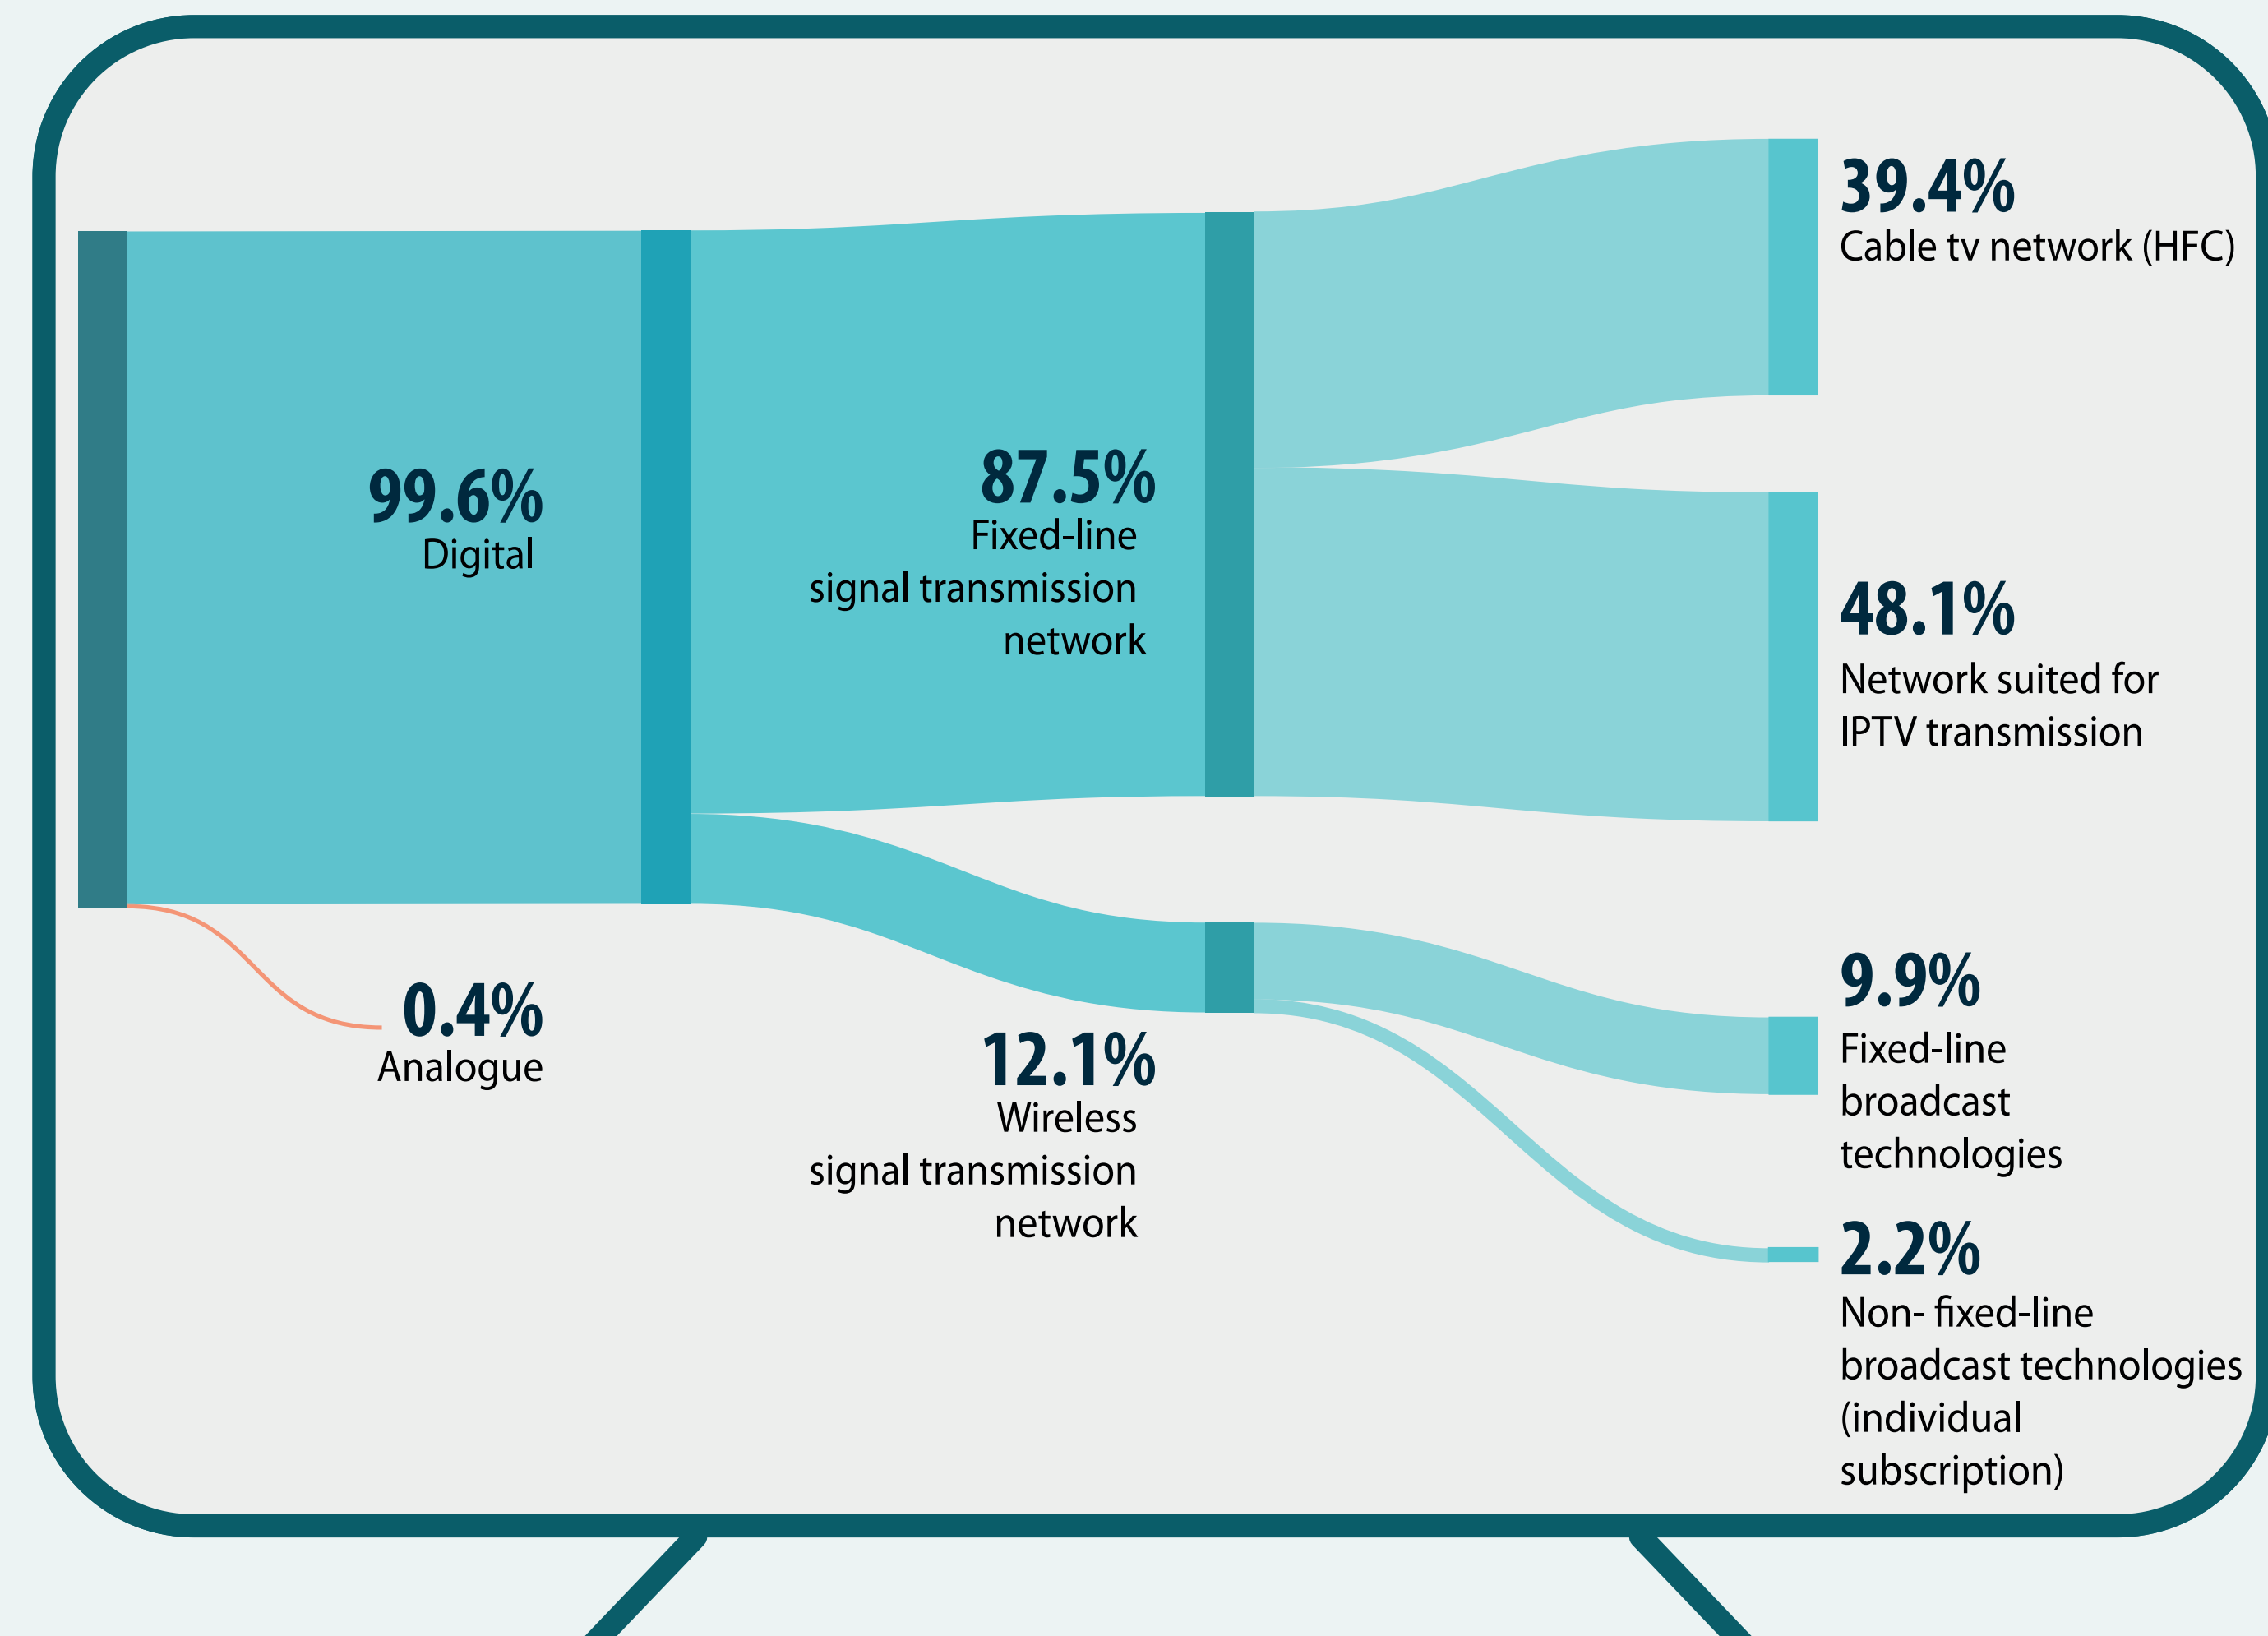 99.6%
Digital
0.4%
Analogue
87.5%
Fixed-line
signal transmission
network
12.1%
Wireless
signal transmission
network
39.4%
Cable tv network (HFC)
48.1%
Network suited for
IPTV transmission
9.9%
Fixed-line
broadcast
technologies
2.2%
Non- fixed-line
broadcast technologies
(individual
subscription)